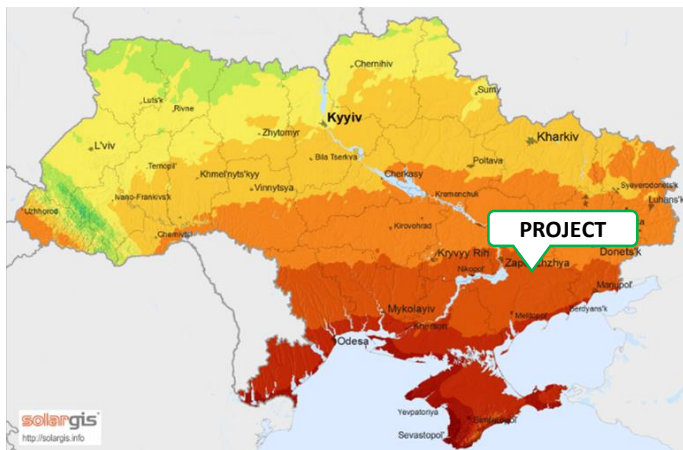 Chernihiv
Luts'k
Rivne
Sumy
Kyyiv
Zhytomyr
Kharkiv
L'viv
Bila Tserkva
Poltava
Ternopil'
Khmel'nyts'kyy
Cherkasy
Syeverodonets'k
Ivano-Frankivs'k
Vinnytsya
Kremenchuk
Luhans'k
Uzhhorod
Chernivtsi
Kirovohrad
PROJECT
Donets'k
Kryvyy Rih
Nikopol'
Mariupol'
Mykolayiv
Melitopol'
Berdyans'k
Kherson
Odesa
Yevpatoriya
Sevastopol'
solargis
http://solargis.info